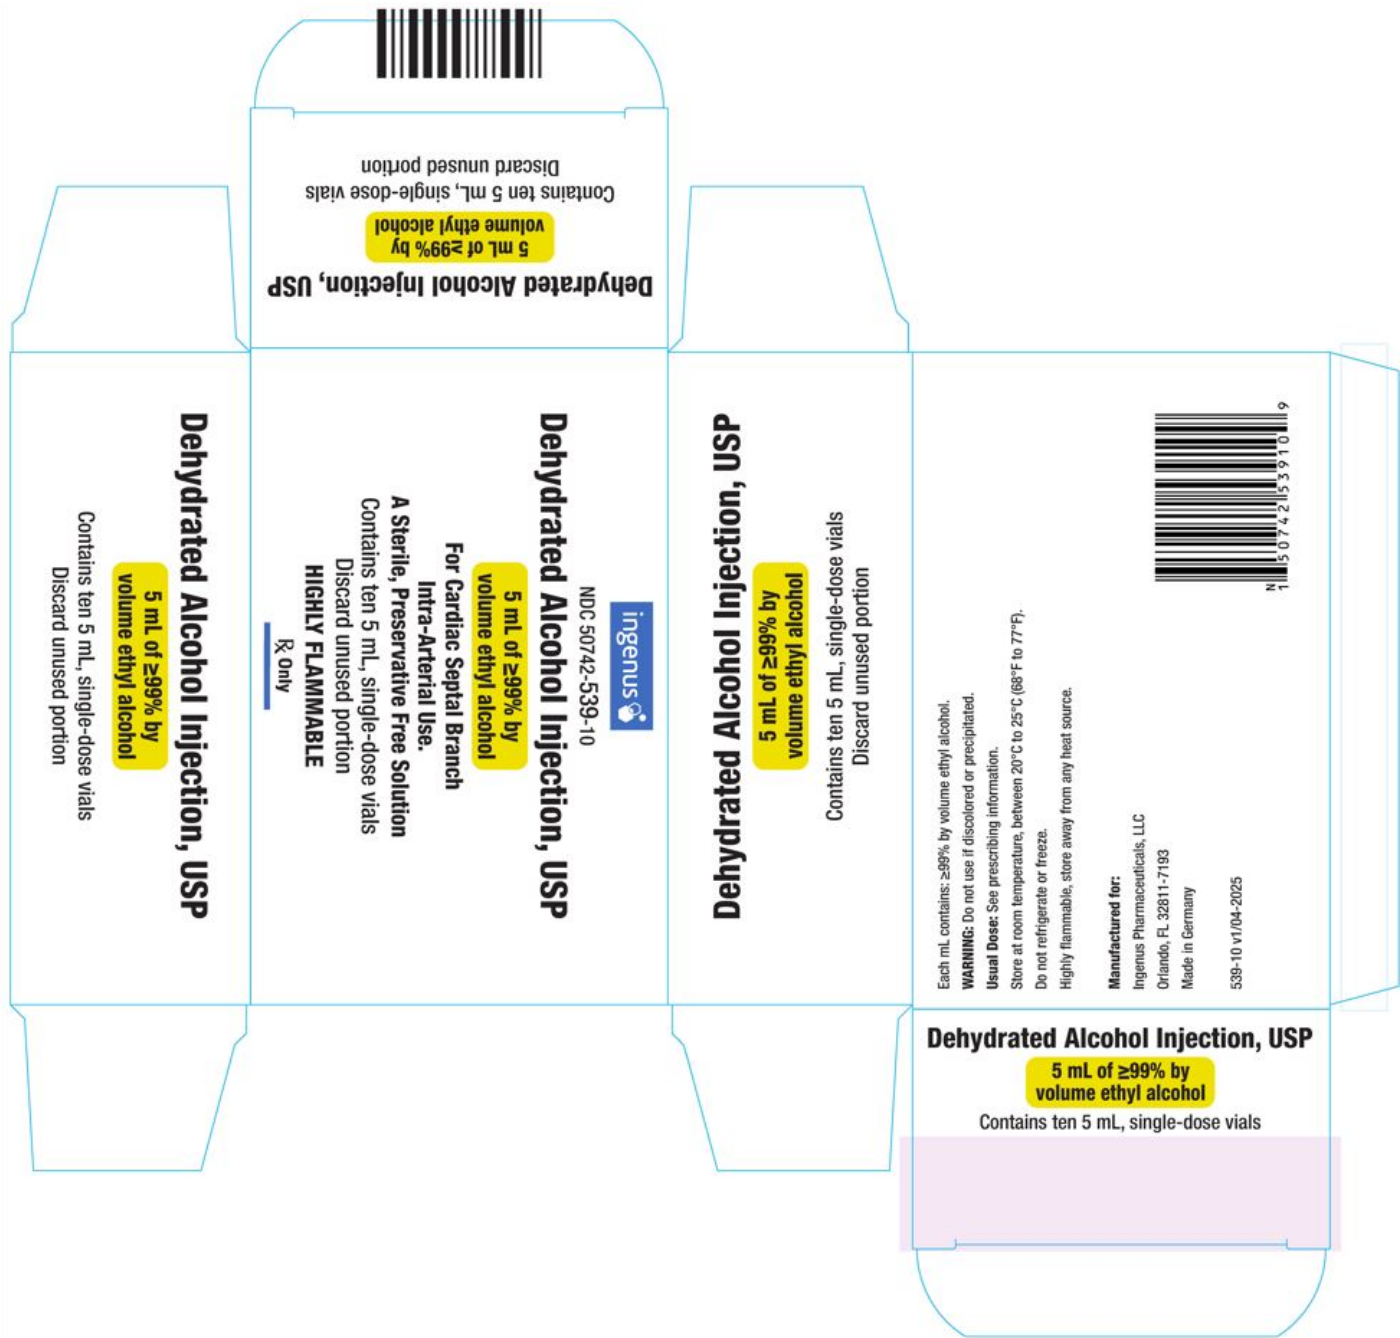 Discard unused portion
Contains ten 5 mL, single-dose vials
5 mL of ≥99% by
volume ethyl alcohol
Dehydrated Alcohol Injection, USP
Dehydrated Alcohol Injection, USP
5 mL of ≥99% by
volume ethyl alcohol
Contains ten 5 mL, single-dose vials
Discard unused portion
ingenus
NDC 50742-539-10
Dehydrated Alcohol Injection, USP
5 mL of ≥99% by
volume ethyl alcohol
For Cardiac Septal Branch
Intra-Arterial Use.
A Sterile, Preservative Free Solution
Contains ten 5 mL, single-dose vials
Discard unused portion
HIGHLY FLAMMABLE
℞ Only
Dehydrated Alcohol Injection, USP
5 mL of ≥99% by
volume ethyl alcohol
Contains ten 5 mL, single-dose vials
Discard unused portion
Each mL contains: ≥99% by volume ethyl alcohol.
WARNING: Do not use if discolored or precipitated.
Usual Dose: See prescribing information.
Store at room temperature, between 20°C to 25°C (68°F to 77°F).
Do not refrigerate or freeze.
Highly flammable, store away from any heat source.
Manufactured for:
Ingenus Pharmaceuticals, LLC
Orlando, FL 32811-7193
Made in Germany
539-10 v1/04-2025
N
1 50742 53910 9
Dehydrated Alcohol Injection, USP
5 mL of ≥99% by
volume ethyl alcohol
Contains ten 5 mL, single-dose vials